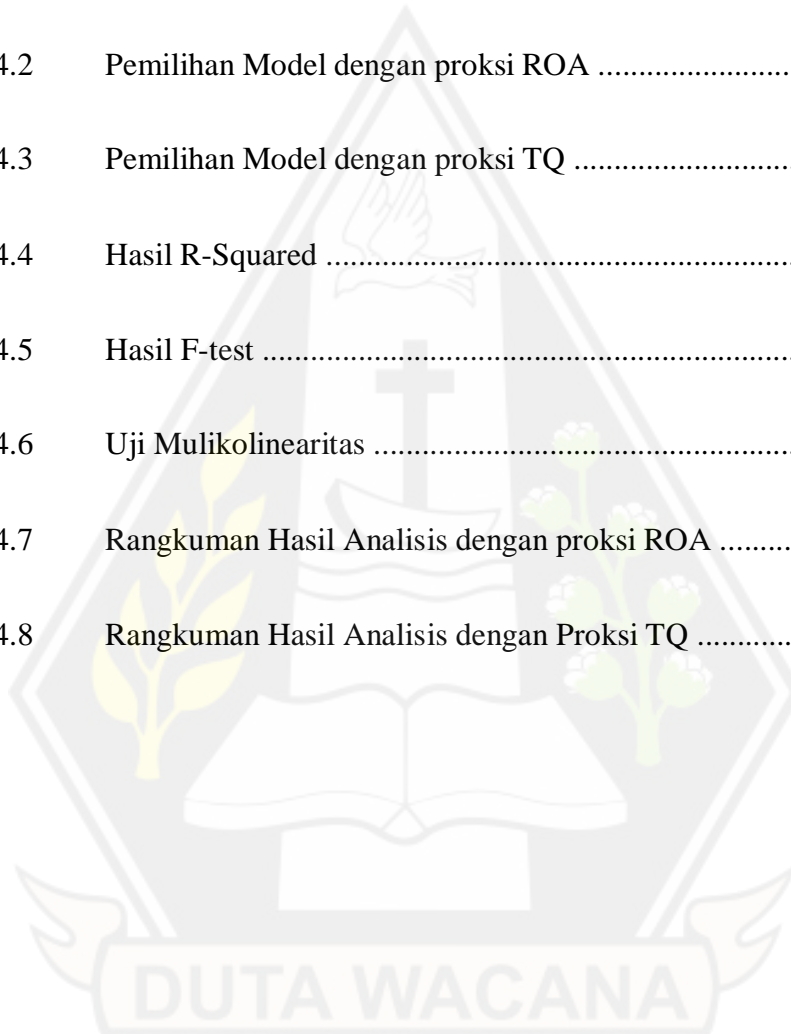 4.2 Pemilihan Model dengan proksi ROA ........................
4.3 Pemilihan Model dengan proksi TQ ...........................
4.4 Hasil R-Squared ..........................................................
4.5 Hasil F-test ..................................................................
4.6 Uji Mulikolinearitas ....................................................
4.7 Rangkuman Hasil Analisis dengan proksi ROA ..........
4.8 Rangkuman Hasil Analisis dengan Proksi TQ ............
DUTA WACANA